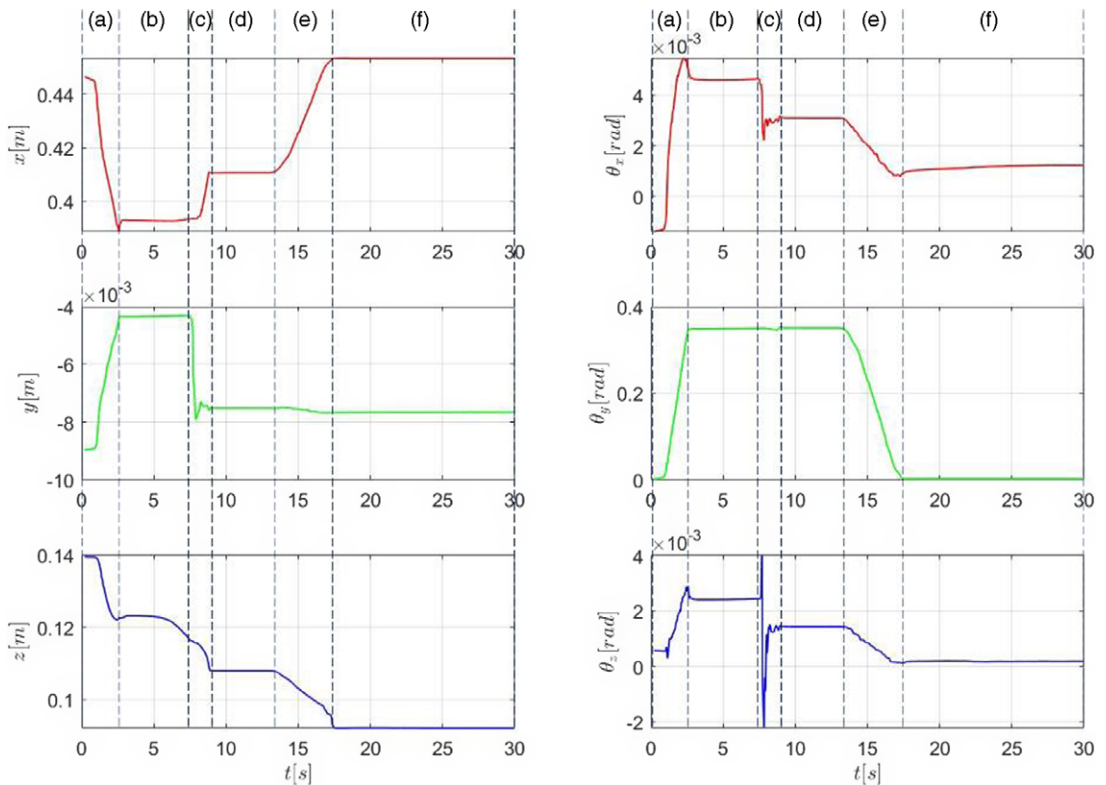 (a) (b) (c) (d) (e) (f)
0.44
0.42
0.4
x[m]
0 5 10 15 20 25 30
× 10⁻³
-4
-6
-8
-10
y[m]
0 5 10 15 20 25 30
0.14
0.12
0.1
z[m]
0 5 10 15 20 25 30
t[s]
(a) (b) (c) (d) (e) (f)
× 10⁻³
4
2
0
θx[rad]
0 5 10 15 20 25 30
0.4
0.2
0
θy[rad]
0 5 10 15 20 25 30
× 10⁻³
4
2
0
-2
θz[rad]
0 5 10 15 20 25 30
t[s]